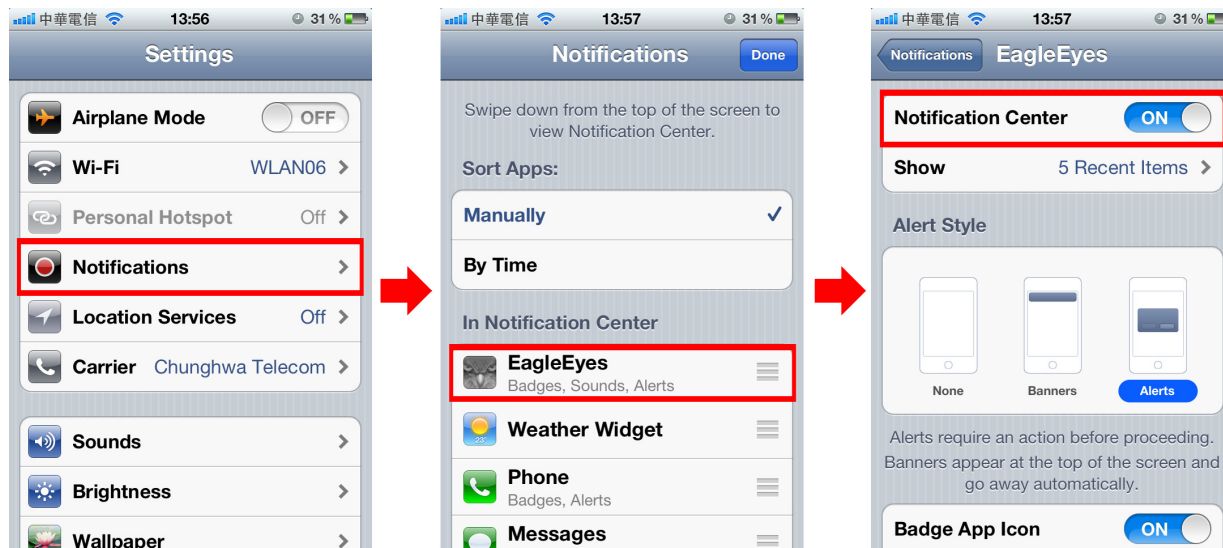 中華電信 13:56 31 %
Settings
Airplane Mode OFF
Wi-Fi WLAN06
Personal Hotspot Off
Notifications
Location Services Off
Carrier Chunghwa Telecom
Sounds
Brightness
Wallpaper
中華電信 13:57 31 %
Notifications Done
Swipe down from the top of the screen to
view Notification Center.
Sort Apps:
Manually
By Time
In Notification Center
EagleEyes
Badges, Sounds, Alerts
23°
Weather Widget
Phone
Badges, Alerts
Messages
中華電信 13:57 31 %
Notifications EagleEyes
Notification Center ON
Show 5 Recent Items
Alert Style
None Banners Alerts
Alerts require an action before proceeding.
Banners appear at the top of the screen and
go away automatically.
Badge App Icon ON